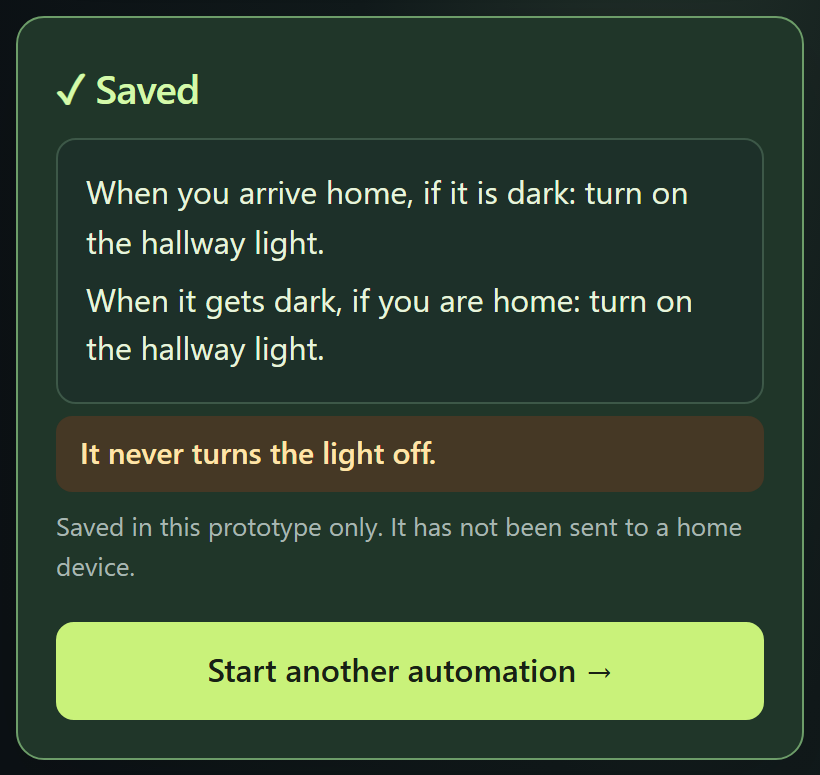 ✓ Saved
When you arrive home, if it is dark: turn on
the hallway light.
When it gets dark, if you are home: turn on
the hallway light.
It never turns the light off.
Saved in this prototype only. It has not been sent to a home
device.
Start another automation →